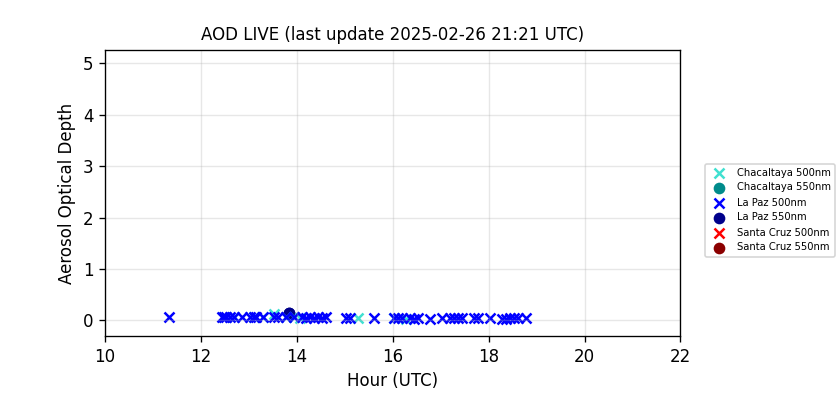 AOD LIVE (last update 2025-02-26 21:21 UTC)
Aerosol Optical Depth
5
4
3
2
1
0
10 12 14 16 18 20 22
Hour (UTC)
Chacaltaya 500nm
Chacaltaya 550nm
La Paz 500nm
La Paz 550nm
Santa Cruz 500nm
Santa Cruz 550nm